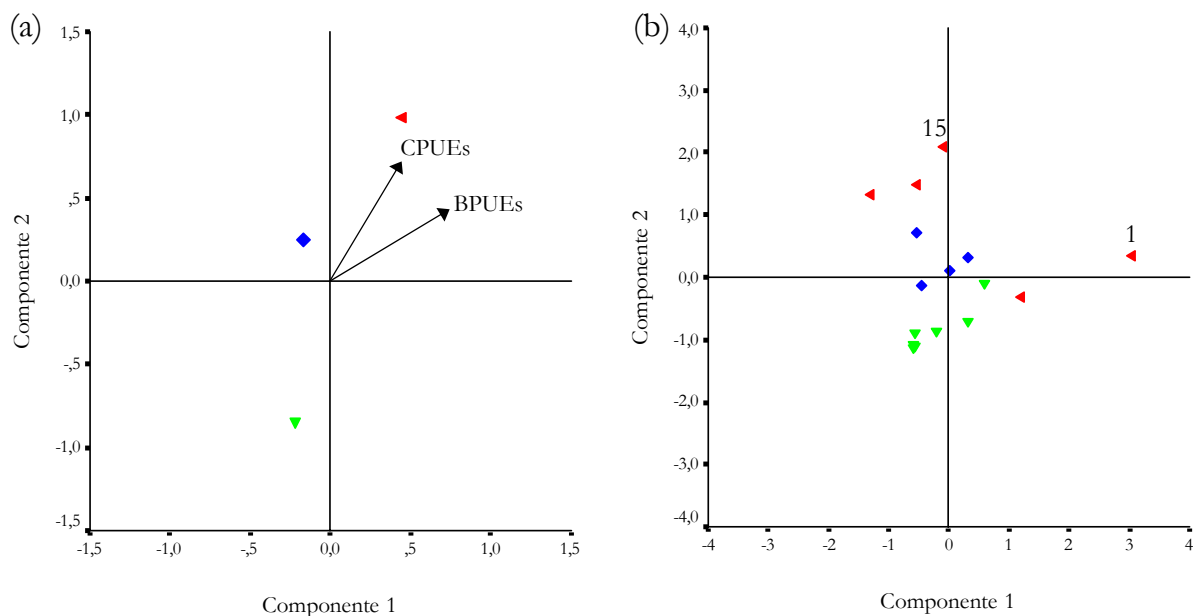 (a)
1,5
1,0
,5
0,0
-,5
-1,0
-1,5
-1,5 -1,0 -,5 0,0 ,5 1,0 1,5
Componente 2
Componente 1
CPUEs
BPUEs
(b)
4,0
3,0
2,0
1,0
0,0
-1,0
-2,0
-3,0
-4,0
-4 -3 -2 -1 0 1 2 3 4
Componente 2
Componente 1
15
1